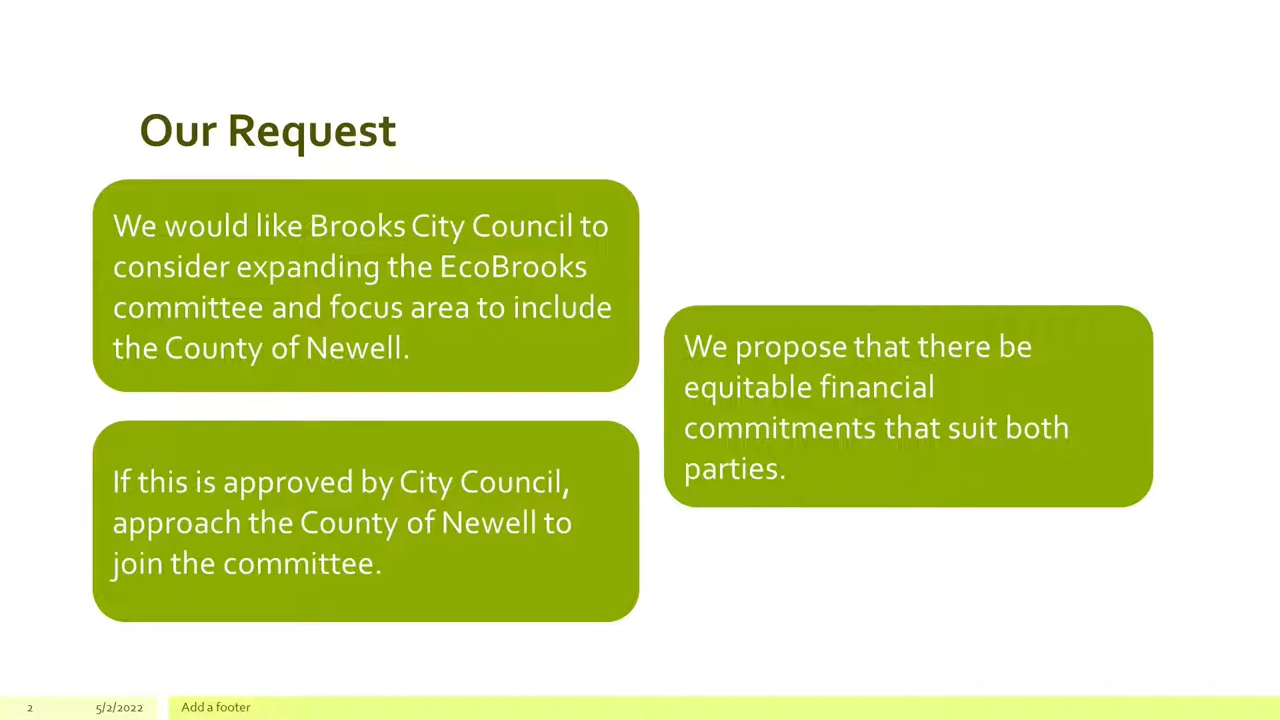 Our Request
We would like Brooks City Council to
consider expanding the EcoBrooks
committee and focus area to include
the County of Newell.
If this is approved by City Council,
approach the County of Newell to
join the committee.
We propose that there be
equitable financial
commitments that suit both
parties.
2 5/2/2022 Add a footer